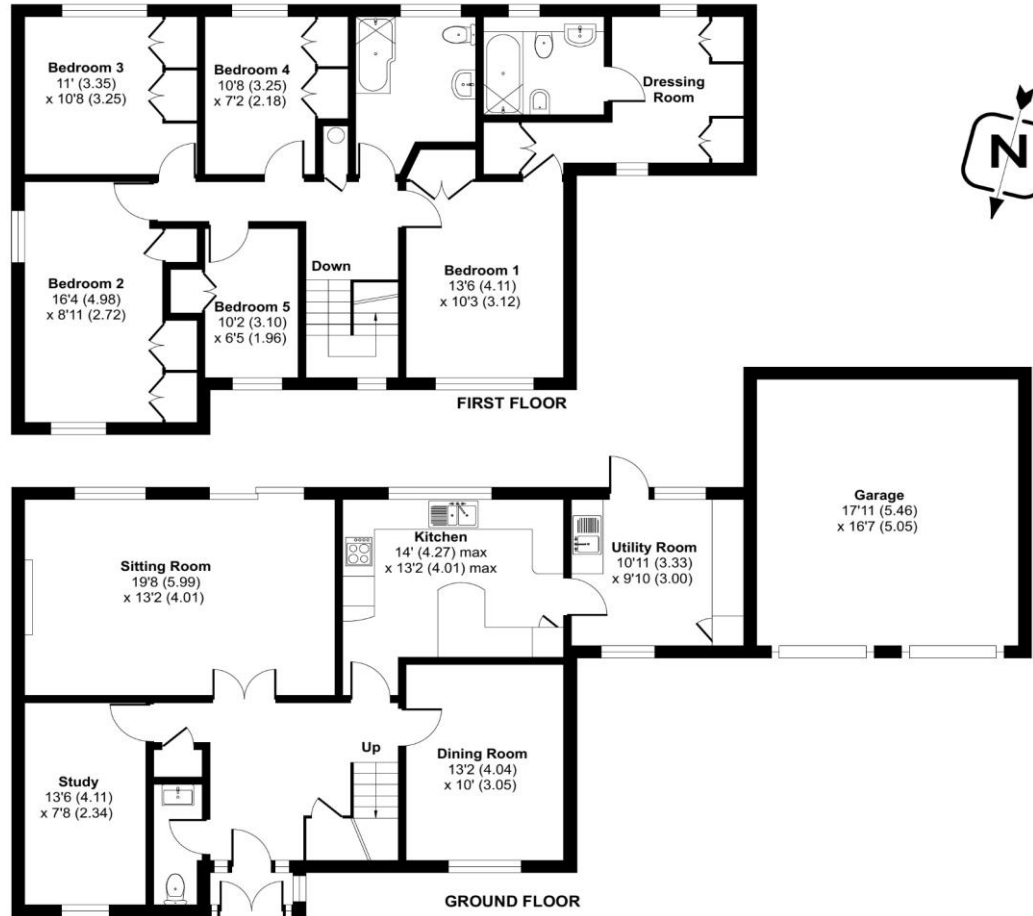 Bedroom 3
11' (3.35)
x 10'8 (3.25)
Bedroom 4
10'8 (3.25)
x 7'2 (2.18)
Dressing
Room
N
Bedroom 2
16'4 (4.98)
x 8'11 (2.72)
Bedroom 5
10'2 (3.10)
x 6'5 (1.96)
Down
Bedroom 1
13'6 (4.11)
x 10'3 (3.12)
FIRST FLOOR
Sitting Room
19'8 (5.99)
x 13'2 (4.01)
Kitchen
14' (4.27) max
x 13'2 (4.01) max
Utility Room
10'11 (3.33)
x 9'10 (3.00)
Garage
17'11 (5.46)
x 16'7 (5.05)
Study
13'6 (4.11)
x 7'8 (2.34)
Up
Dining Room
13'2 (4.04)
x 10' (3.05)
GROUND FLOOR